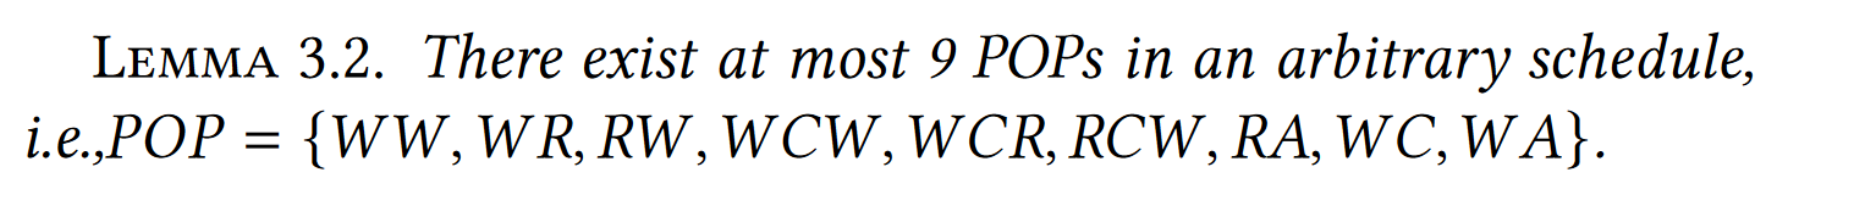 LEMMA 3.2. There exist at most 9 POPs in an arbitrary schedule,
i.e.,POP = {WW, WR, RW, WCW, WCR, RCW, RA, WC, WA}.